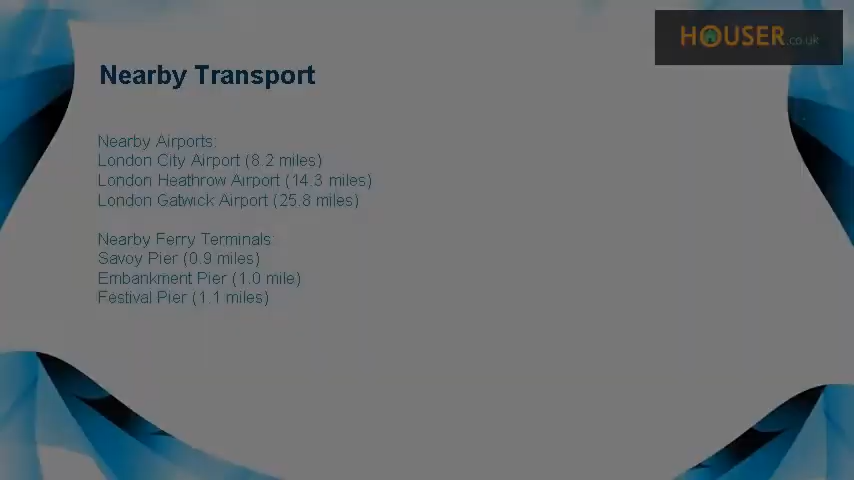 HOUSER.co.uk
Nearby Transport
Nearby Airports:
London City Airport (8.2 miles)
London Heathrow Airport (14.3 miles)
London Gatwick Airport (25.8 miles)
Nearby Ferry Terminals:
Savoy Pier (0.9 miles)
Embankment Pier (1.0 mile)
Festival Pier (1.1 miles)